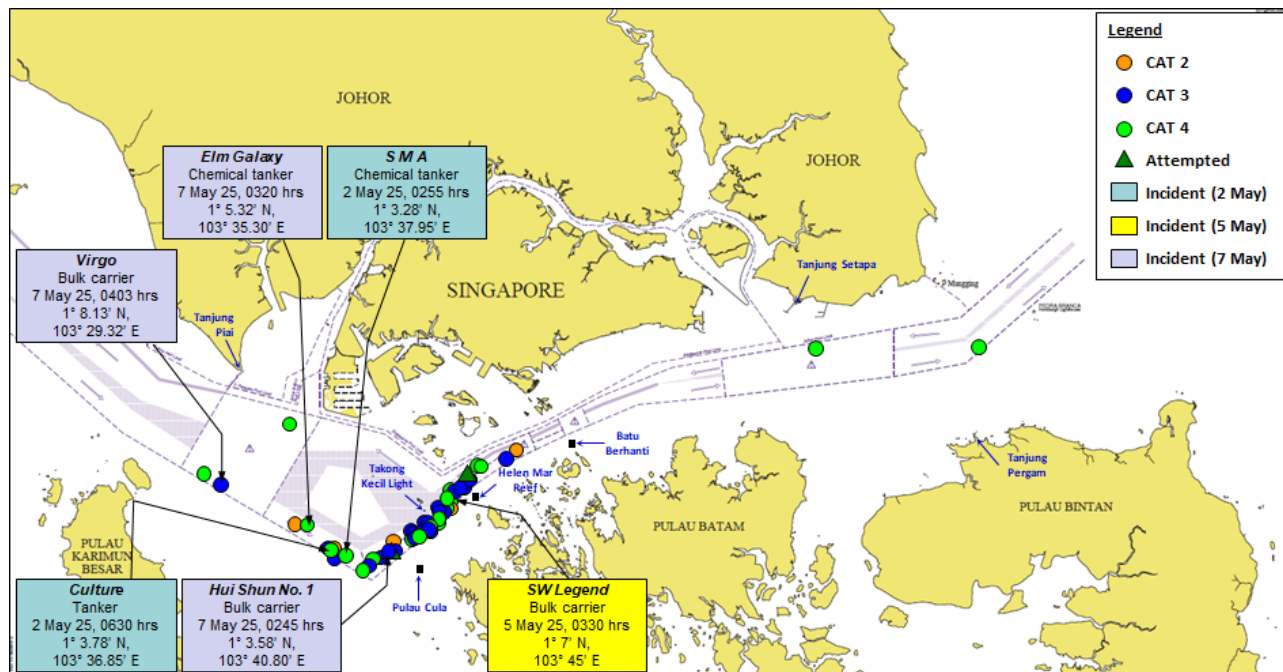 JOHOR
JOHOR
Legend
CAT 2
CAT 3
CAT 4
Attempted
Incident (2 May)
Incident (5 May)
Incident (7 May)
Elm Galaxy
Chemical tanker
7 May 25, 0320 hrs
1° 5.32' N,
103° 35.30' E
S M A
Chemical tanker
2 May 25, 0255 hrs
1° 3.28' N,
103° 37.95' E
Virgo
Bulk carrier
7 May 25, 0403 hrs
1° 8.13' N,
103° 29.32' E
Tanjung
Piai
SINGAPORE
Tanjung Setapa
Takong
Kecil Light
Helen Mar
Reef
Batu
Berhanti
Tanjung
Pergam
PULAU BINTAN
PULAU BATAM
PULAU
KARIMUN
BESAR
Pulau Cula
Culture
Tanker
2 May 25, 0630 hrs
1° 3.78' N,
103° 36.85' E
Hui Shun No. 1
Bulk carrier
7 May 25, 0245 hrs
1° 3.58' N,
103° 40.80' E
SW Legend
Bulk carrier
5 May 25, 0330 hrs
1° 7' N,
103° 45' E